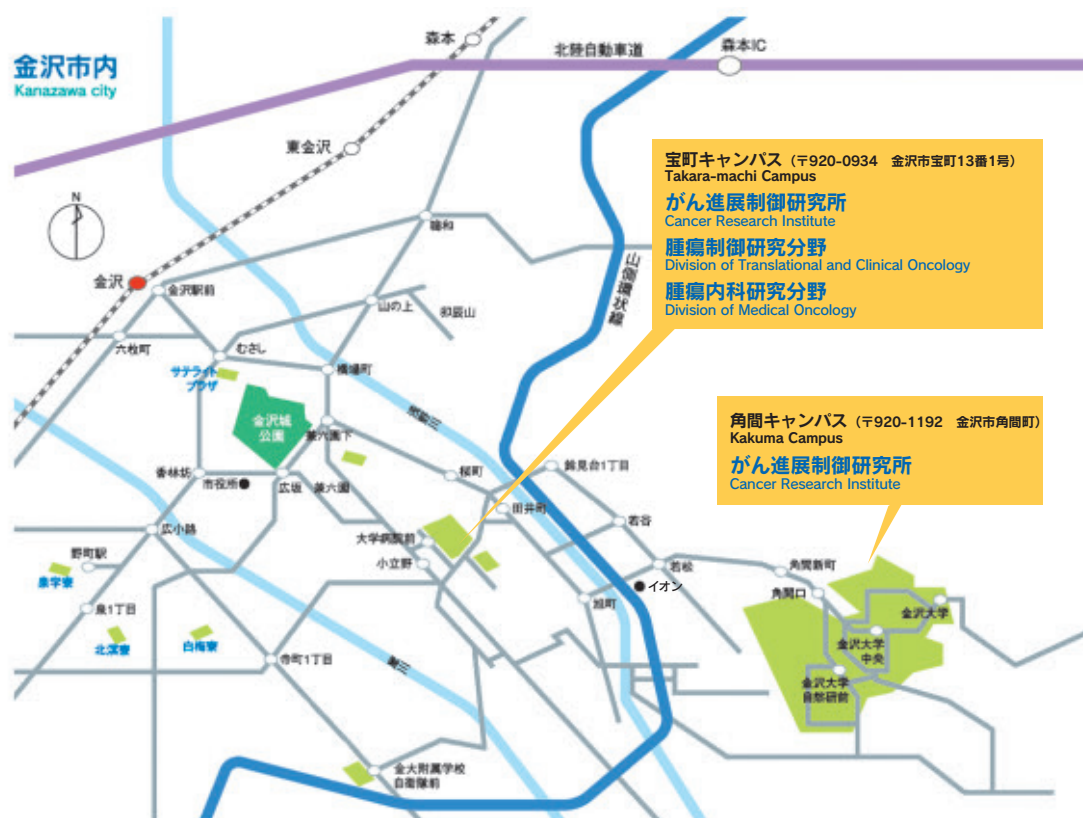 金沢市内
Kanazawa city
森本
北陸自動車道
森本IC
東金沢
宝町キャンパス（〒920-0934　金沢市宝町13番1号）
Takara-machi Campus
がん進展制御研究所
Cancer Research Institute
腫瘍制御研究分野
Division of Translational and Clinical Oncology
腫瘍内科研究分野
Division of Medical Oncology
N
鳴和
山側環状線
金沢
金沢駅前
山の上
卯辰山
六枚町
むさし
サテライト
プラザ
橋場町
浅野川
金沢城
公園
兼六園下
角間キャンパス（〒920-1192　金沢市角間町）
Kakuma Campus
がん進展制御研究所
Cancer Research Institute
香林坊
市役所
広坂
兼六園
桜町
鈴見台1丁目
田井町
若谷
広小路
大学病院前
小立野
野町駅
泉学寮
若松
イオン
角間新町
角間口
旭町
泉1丁目
北溟寮
白梅寮
寺町1丁目
犀川
金沢大学
金沢大学
中央
金沢大学
自然研前
金大附属学校
自衛隊前